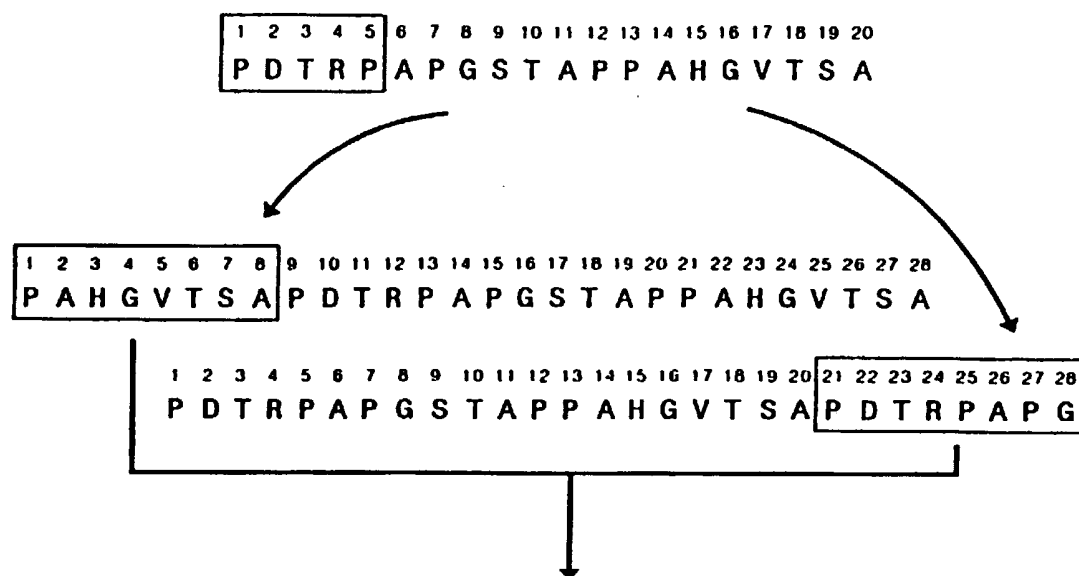 1 2 3 4 5 6 7 8 9 10 11 12 13 14 15 16 17 18 19 20
P D T R P A P G S T A P P A H G V T S A
1 2 3 4 5 6 7 8 9 10 11 12 13 14 15 16 17 18 19 20 21 22 23 24 25 26 27 28
P A H G V T S A P D T R P A P G S T A P P A H G V T S A
1 2 3 4 5 6 7 8 9 10 11 12 13 14 15 16 17 18 19 20 21 22 23 24 25 26 27 28
P D T R P A P G S T A P P A H G V T S A P D T R P A P G